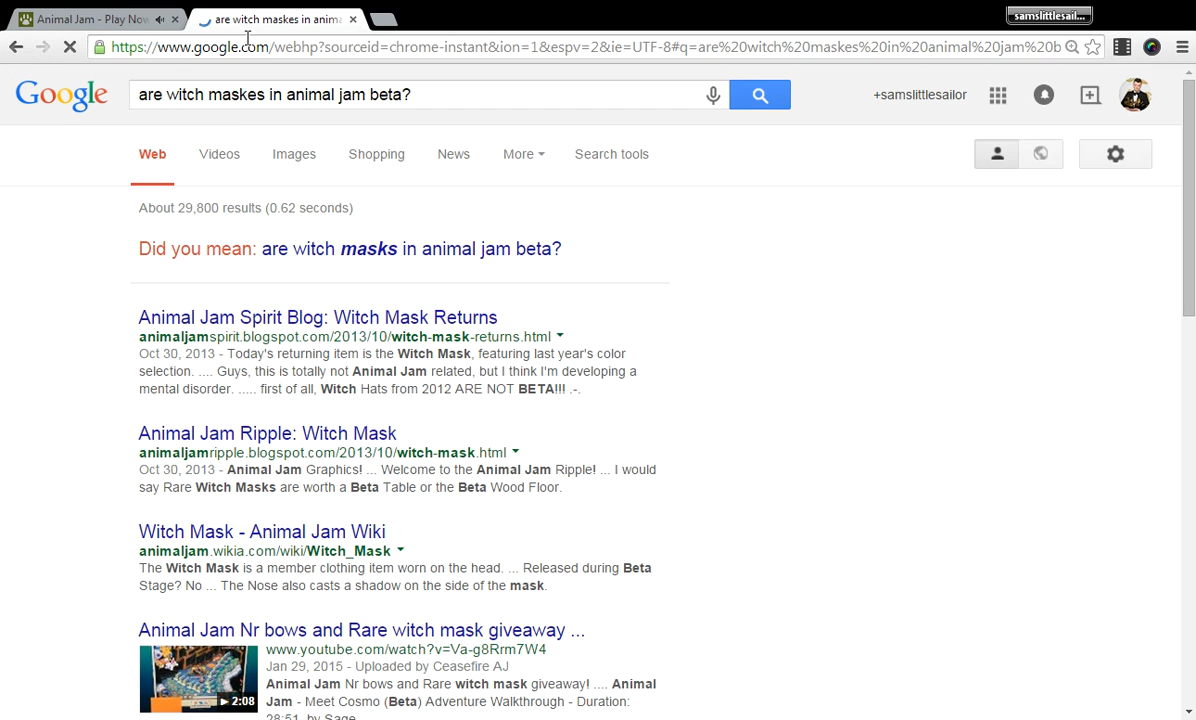 Animal Jam - Play Now
are witch maskes in anima
samslittlesail...
https://www.google.com/webhp?sourceid=chrome-instant&ion=1&espv=2&ie=UTF-8#q=are%20witch%20maskes%20in%20animal%20jam%20b
Google
are witch maskes in animal jam beta?
+samslittlesailor
Web Videos Images Shopping News More Search tools
About 29,800 results (0.62 seconds)
Did you mean: are witch masks in animal jam beta?
Animal Jam Spirit Blog: Witch Mask Returns
animaljamspirit.blogspot.com/2013/10/witch-mask-returns.html
Oct 30, 2013 - Today's returning item is the Witch Mask, featuring last year's color
selection. .... Guys, this is totally not Animal Jam related, but I think I'm developing a
mental disorder. ..... first of all, Witch Hats from 2012 ARE NOT BETA!!! .-.
Animal Jam Ripple: Witch Mask
animaljamripple.blogspot.com/2013/10/witch-mask.html
Oct 30, 2013 - Animal Jam Graphics! ... Welcome to the Animal Jam Ripple! ... I would
say Rare Witch Masks are worth a Beta Table or the Beta Wood Floor.
Witch Mask - Animal Jam Wiki
animaljam.wikia.com/wiki/Witch_Mask
The Witch Mask is a member clothing item worn on the head. ... Released during Beta
Stage? No ... The Nose also casts a shadow on the side of the mask.
Animal Jam Nr bows and Rare witch mask giveaway ...
www.youtube.com/watch?v=Va-g8Rrm7W4
Jan 29, 2015 - Uploaded by Ceasefire AJ
Animal Jam Nr bows and Rare witch mask giveaway! .... Animal
Jam - Meet Cosmo (Beta) Adventure Walkthrough - Duration:
2:08
28:51. by Sage